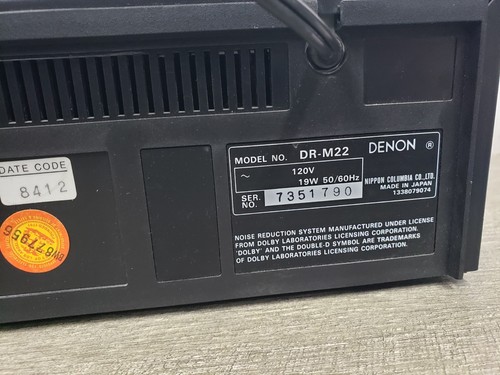 DATE CODE
8412
MODEL NO. DR-M22 DENON ®
~ 120V
19W 50/60Hz
NIPPON COLUMBIA CO.,LTD.
MADE IN JAPAN
1338079074
SER. NO. 7351790
NOISE REDUCTION SYSTEM MANUFACTURED UNDER LICENSE
FROM DOLBY LABORATORIES LICENSING CORPORATION.
'DOLBY' AND THE DOUBLE-D SYMBOL ARE TRADEMARKS
OF DOLBY LABORATORIES LICENSING CORPORATION.